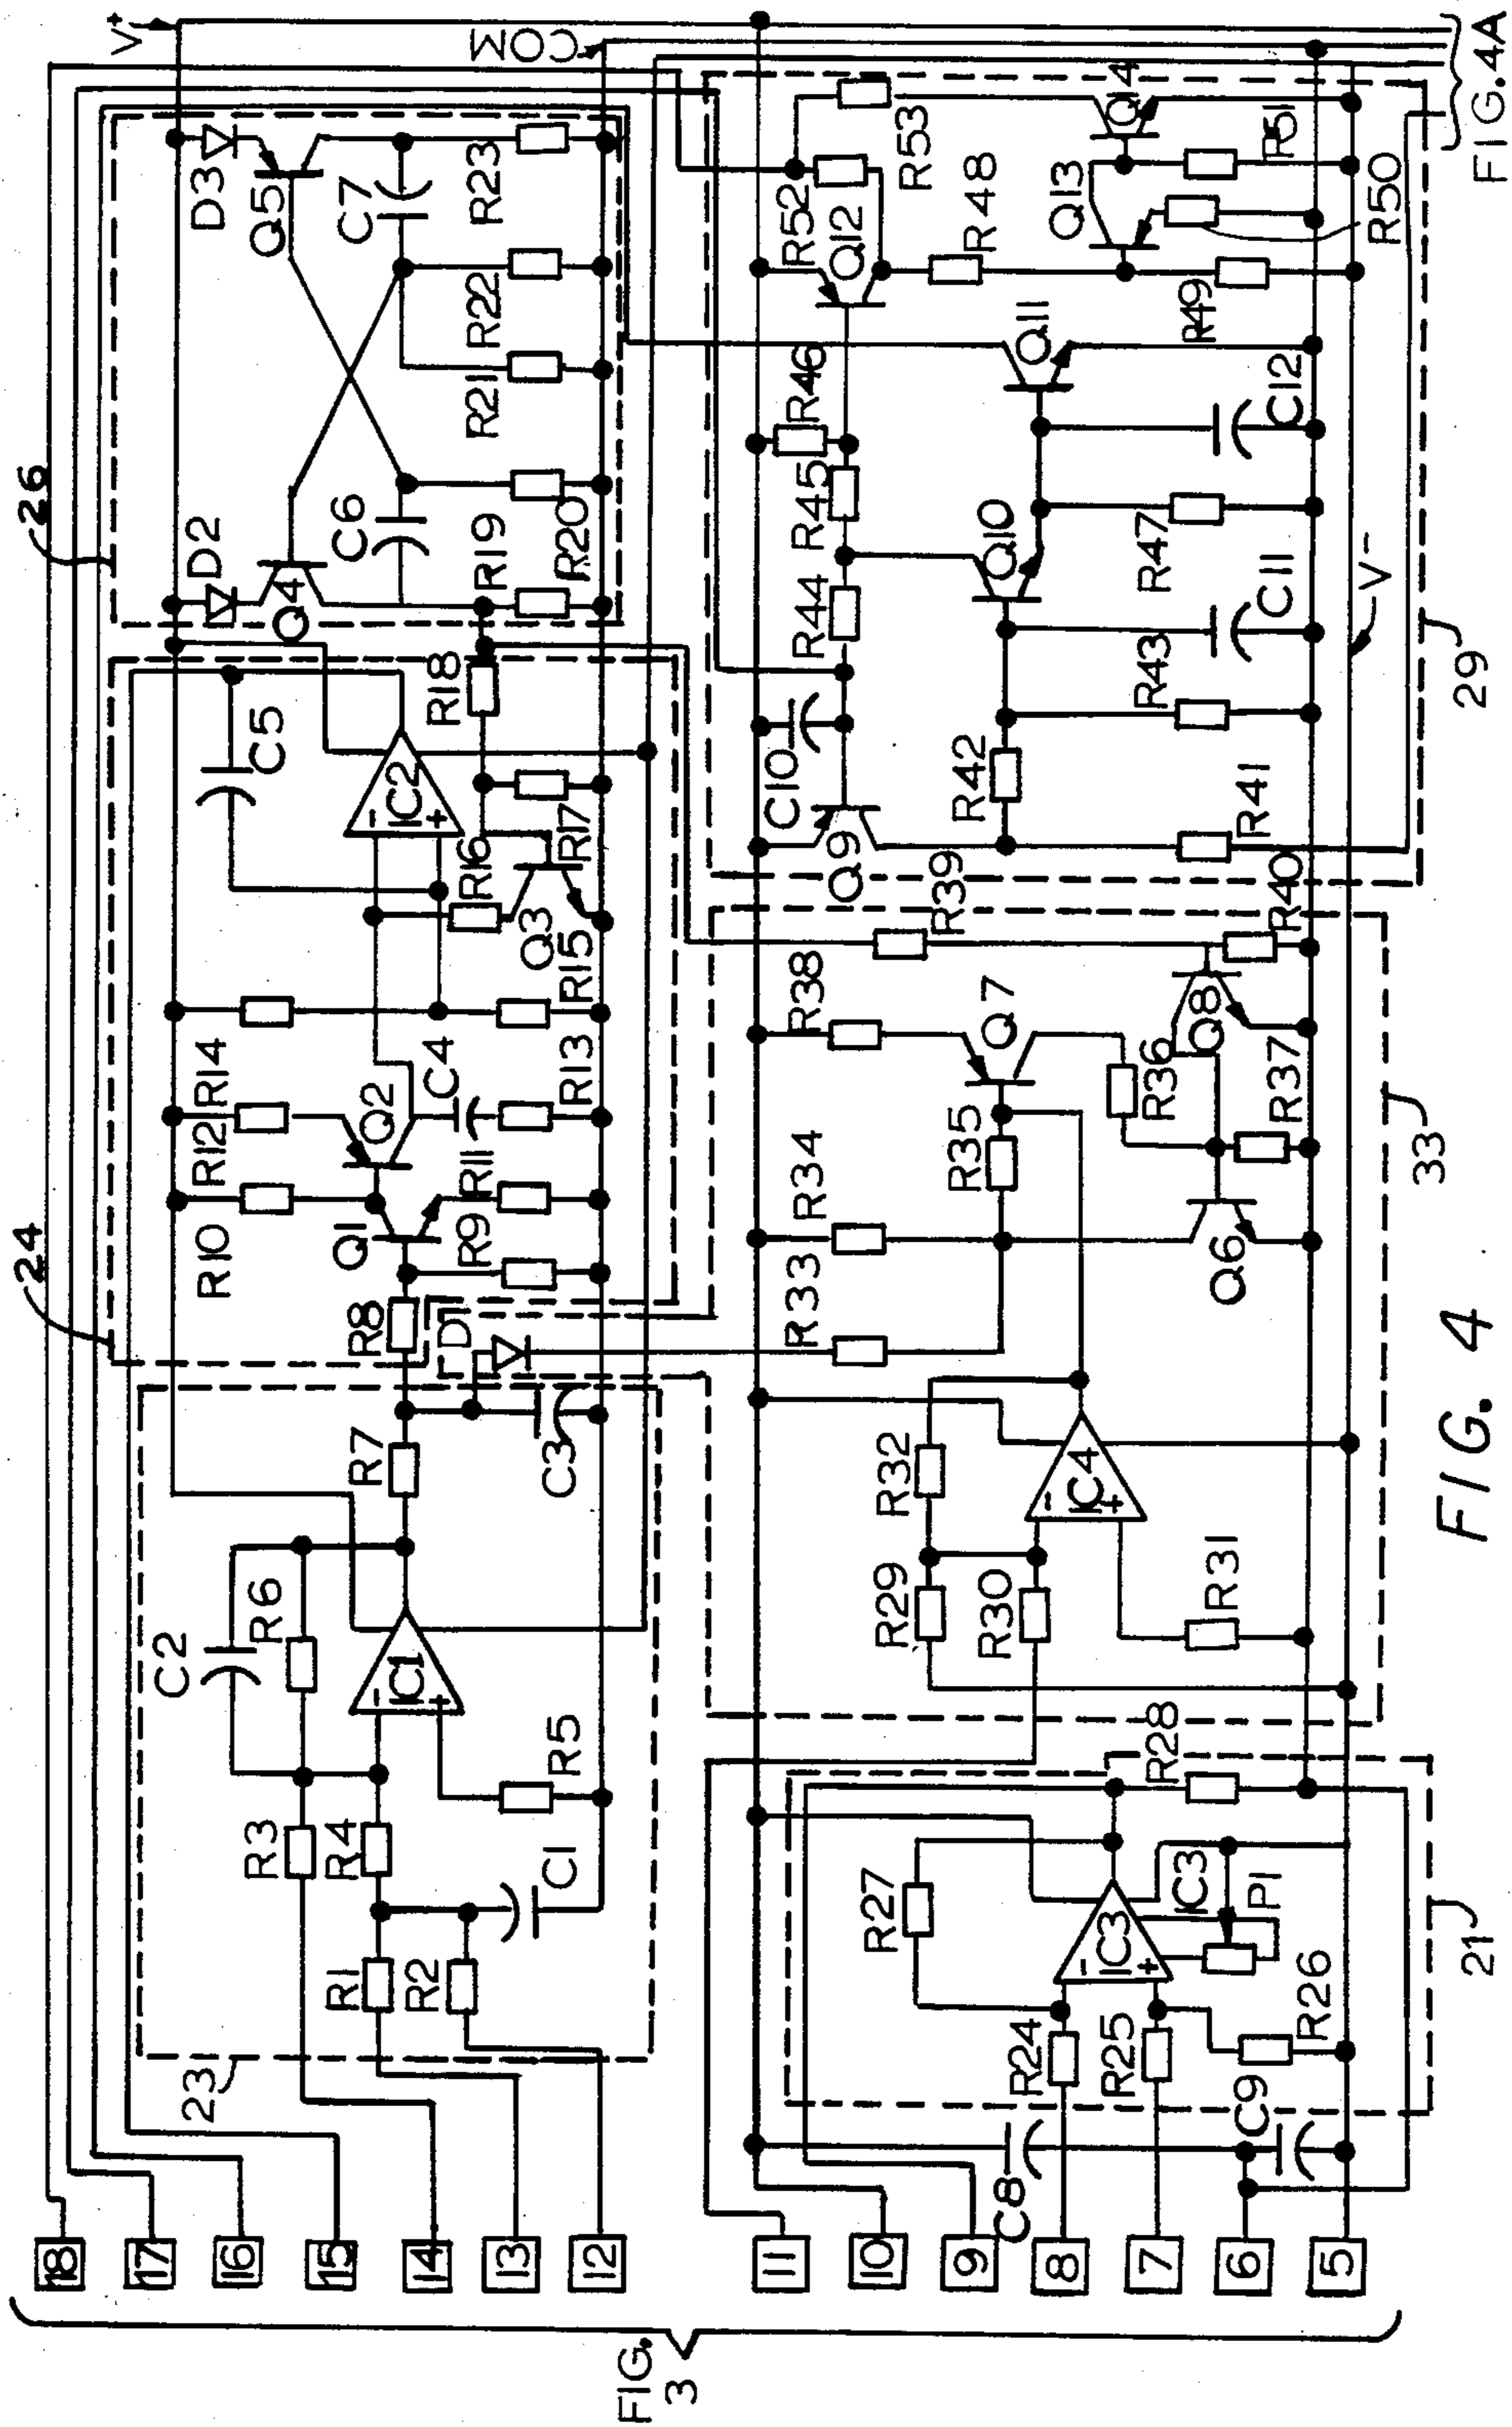 V+
COM
26
24
D3
Q5
C7
R23
R22
R21
D2
Q4
C6
R20
R19
R18
C5
IC2
-
+
R16
R17
Q3
R15
R14
C4
R13
Q2
R12
R11
R10
Q1
R9
R8
D1
R7
C3
C2
R6
IC1
-
+
R5
R3
R4
C1
R1
R2
23
FIG. 4A
Q14
R53
R51
R52
Q12
R48
Q13
R50
R49
Q11
R46
C12
R45
Q10
R47
R44
C11
V-
R43
29
C10
R42
R41
Q9
R39
R40
R38
Q7
Q8
R36
R37
R35
R34
33
Q6
R33
R32
IC4
-
+
R29
R30
R31
R28
R27
IC3
IC3
-
+
P1
21
R24
R25
R26
C8
C9
18
17
16
15
14
13
12
11
10
9
8
7
6
5
FIG.
3
FIG. 4